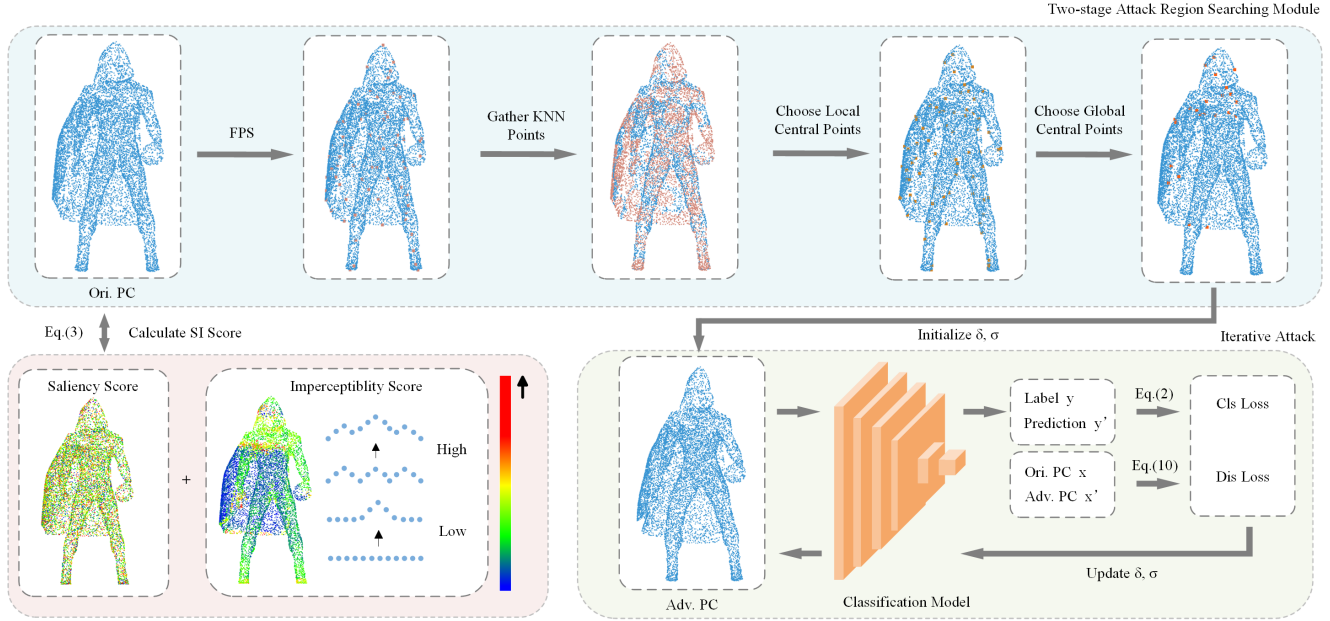 Two-stage Attack Region Searching Module
FPS
Gather KNN
Points
Choose Local
Central Points
Choose Global
Central Points
Ori. PC
Eq.(3)
Calculate SI Score
Initialize δ, σ
Iterative Attack
Saliency Score
+
Imperceptiblity Score
High
Low
Label y
Prediction y'
Eq.(2)
Cls Loss
Ori. PC x
Adv. PC x'
Eq.(10)
Dis Loss
Update δ, σ
Adv. PC
Classification Model